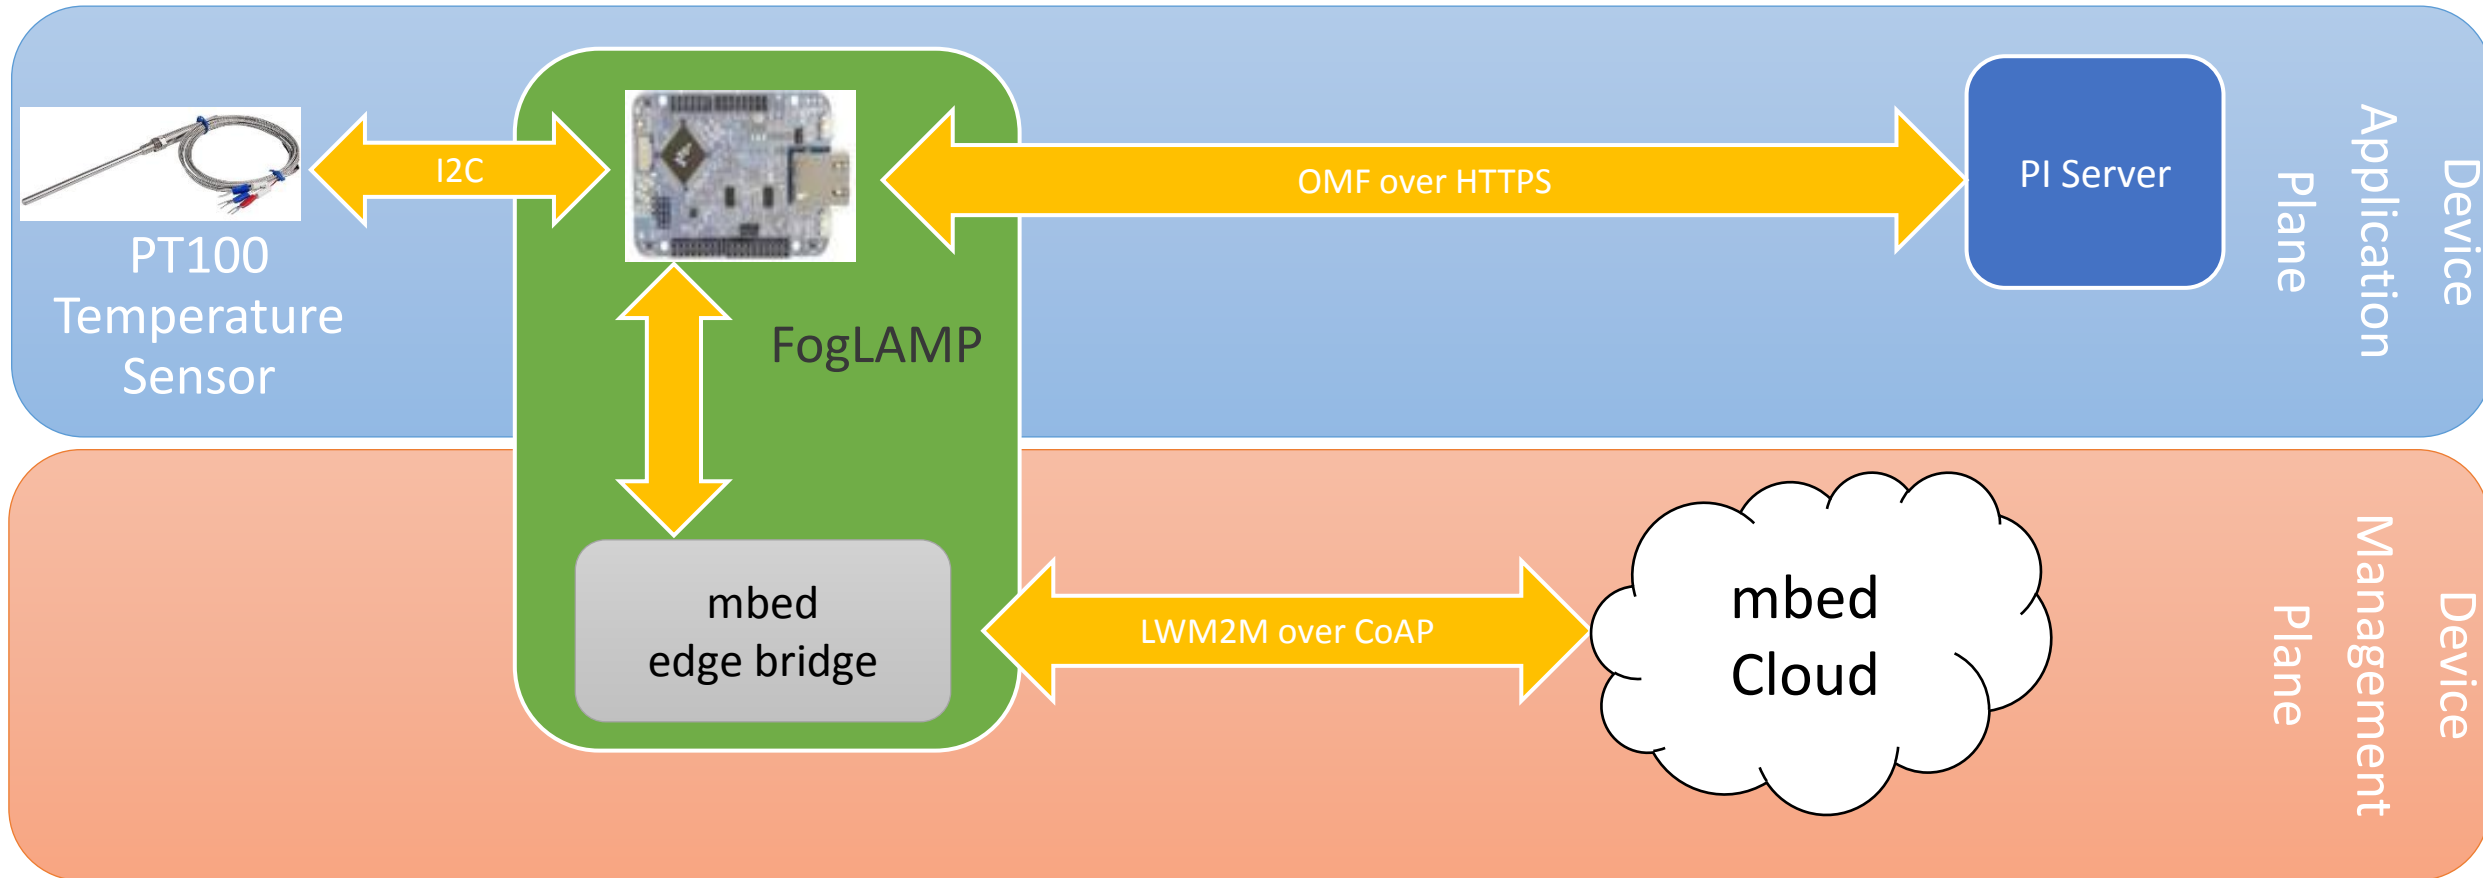 PT100
Temperature
Sensor
I2C
FogLAMP
OMF over HTTPS
PI Server
Device
Application
Plane
mbed
edge bridge
LWM2M over CoAP
mbed
Cloud
Device
Management
Plane